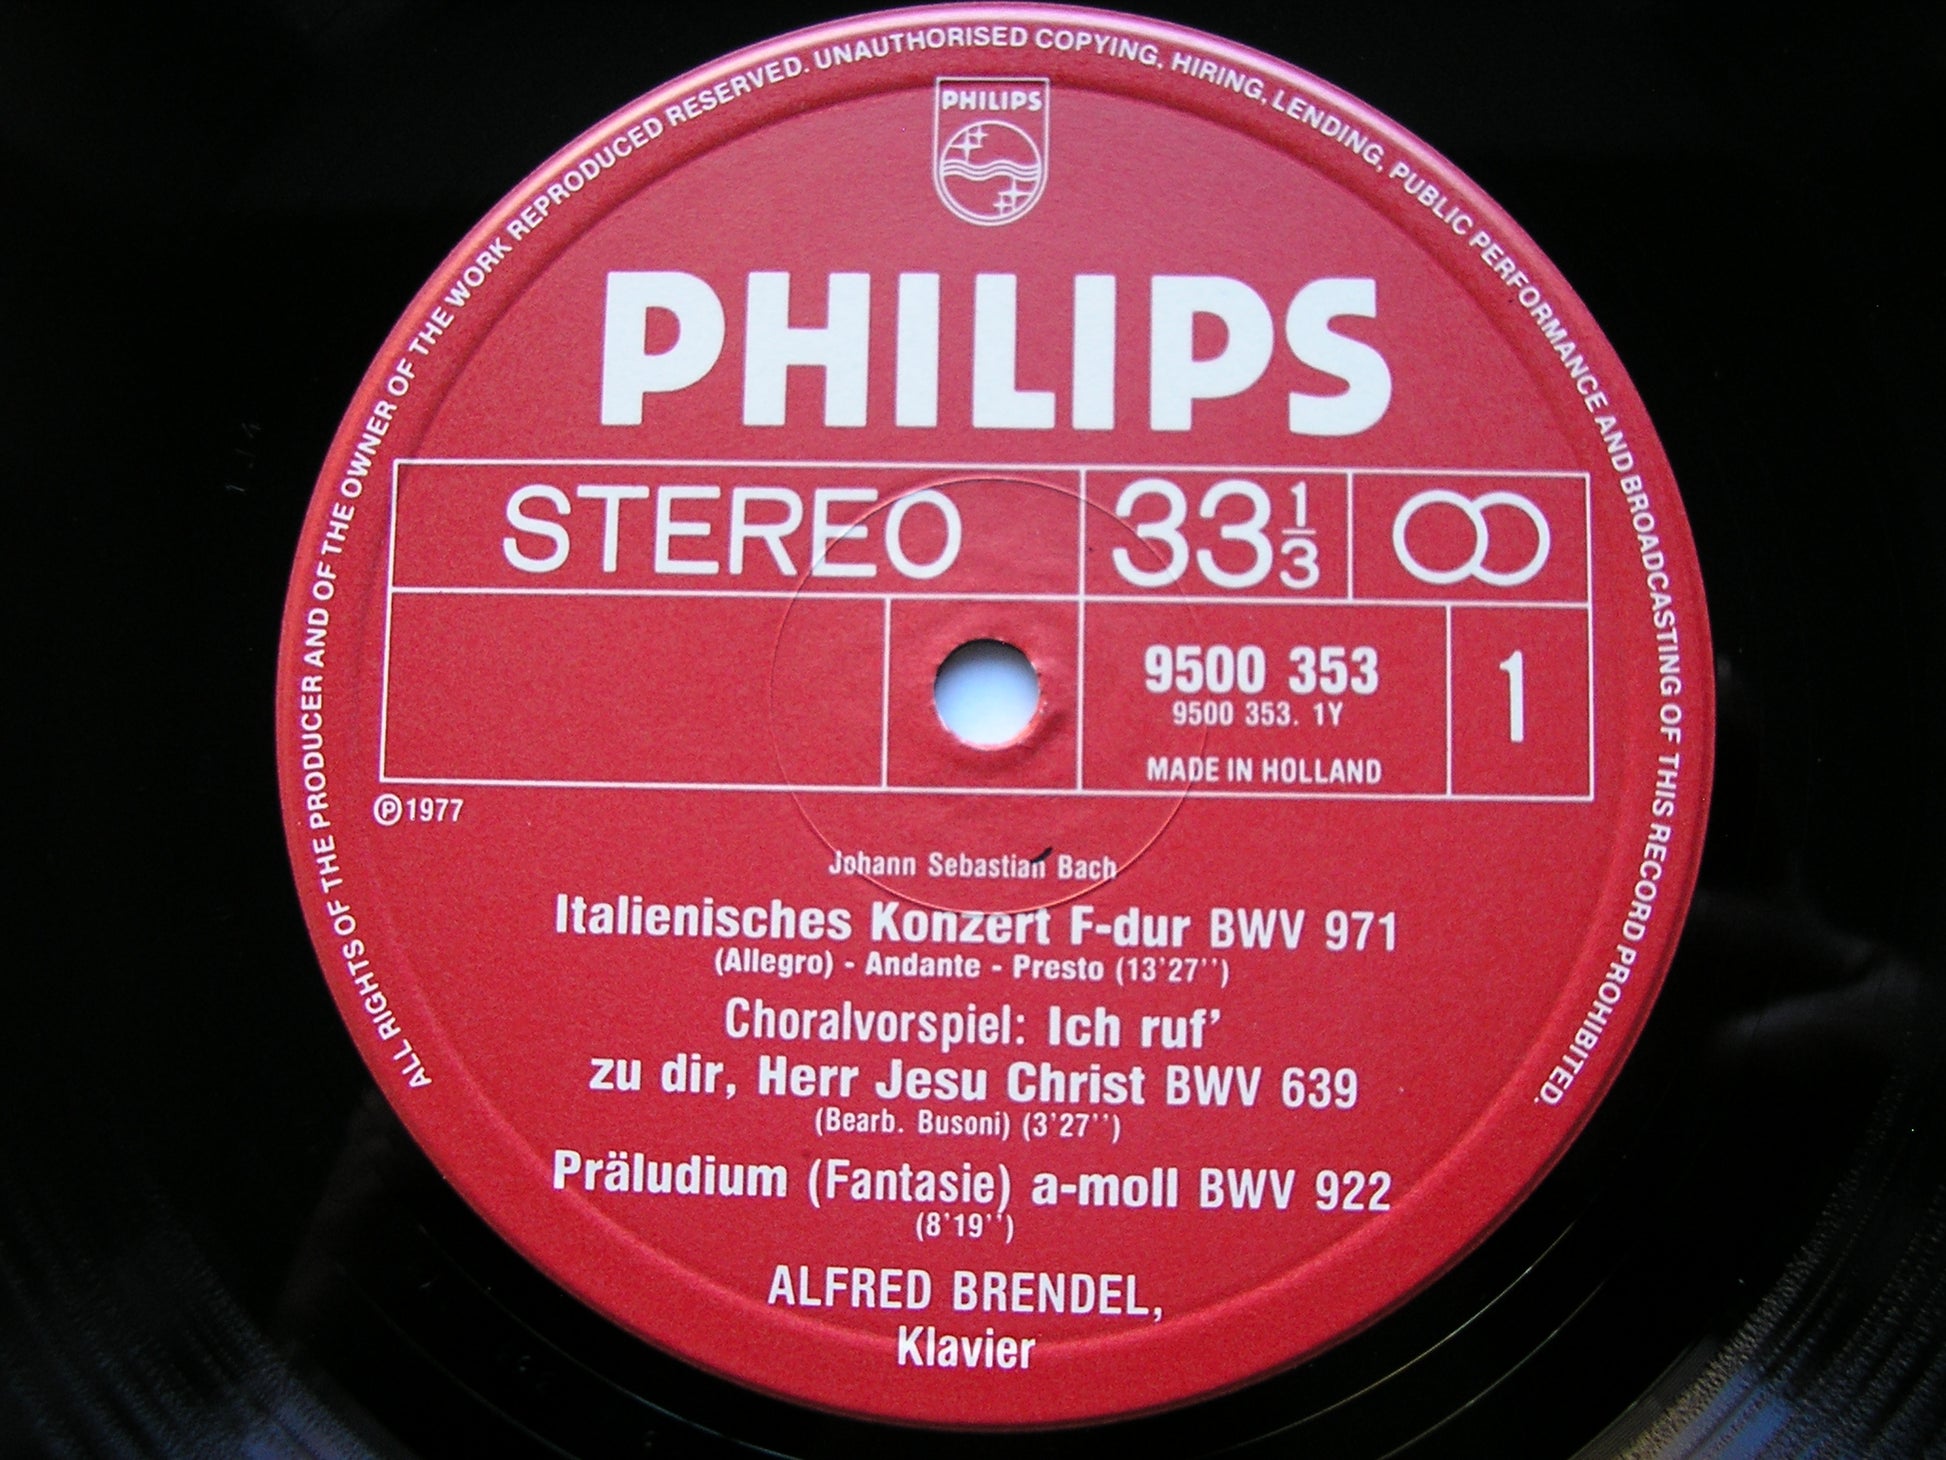 ALL RIGHTS OF THE PRODUCER AND OF THE OWNER OF THE WORK REPRODUCED RESERVED. UNAUTHORISED COPYING, HIRING, LENDING, PUBLIC PERFORMANCE AND BROADCASTING OF THIS RECORD PROHIBITED.
PHILIPS
PHILIPS
STEREO 33 1/3
9500 353 1
9500 353. 1Y
MADE IN HOLLAND
℗1977
Johann Sebastian Bach
Italienisches Konzert F-dur BWV 971
(Allegro) - Andante - Presto (13'27'')
Choralvorspiel: Ich ruf'
zu dir, Herr Jesu Christ BWV 639
(Bearb. Busoni) (3'27'')
Präludium (Fantasie) a-moll BWV 922
(8'19'')
ALFRED BRENDEL,
Klavier